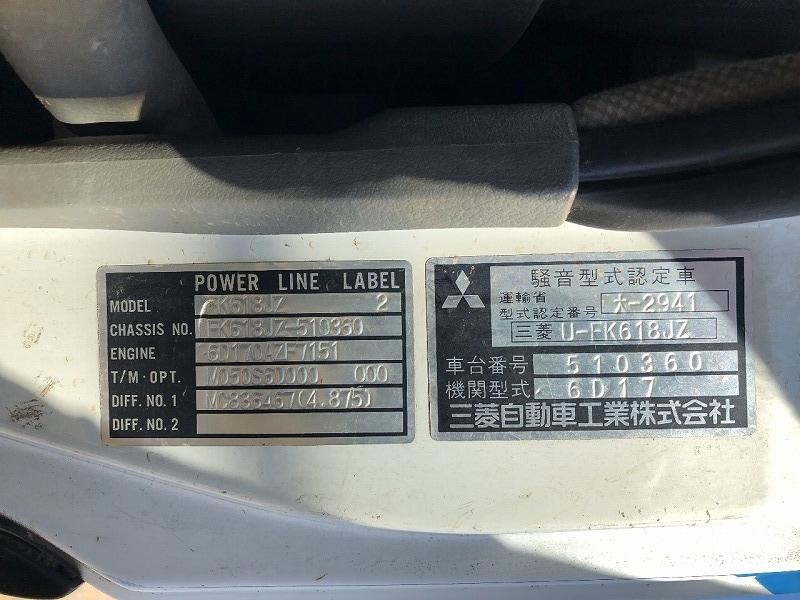 POWER LINE LABEL
MODEL FK618JZ 2
CHASSIS NO. FK618JZ-510360
ENGINE
T/M·OPT. M050S6D000 000
DIFF. NO. 1 MC836467(4.875)
DIFF. NO. 2
騒音型式認定車
運輸省
型式認定番号 大-2941
三菱 U-FK618JZ
車台番号 510360
機関型式 6D17
三菱自動車工業株式会社